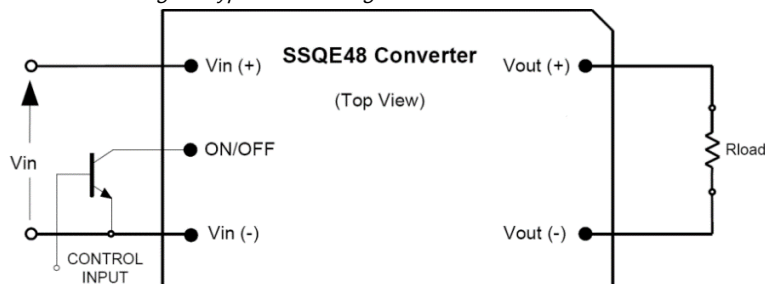 SSQE48 Converter
(Top View)
Vin (+)
Vout (+)
Vin
ON/OFF
Rload
Vin (-)
Vout (-)
CONTROL
INPUT